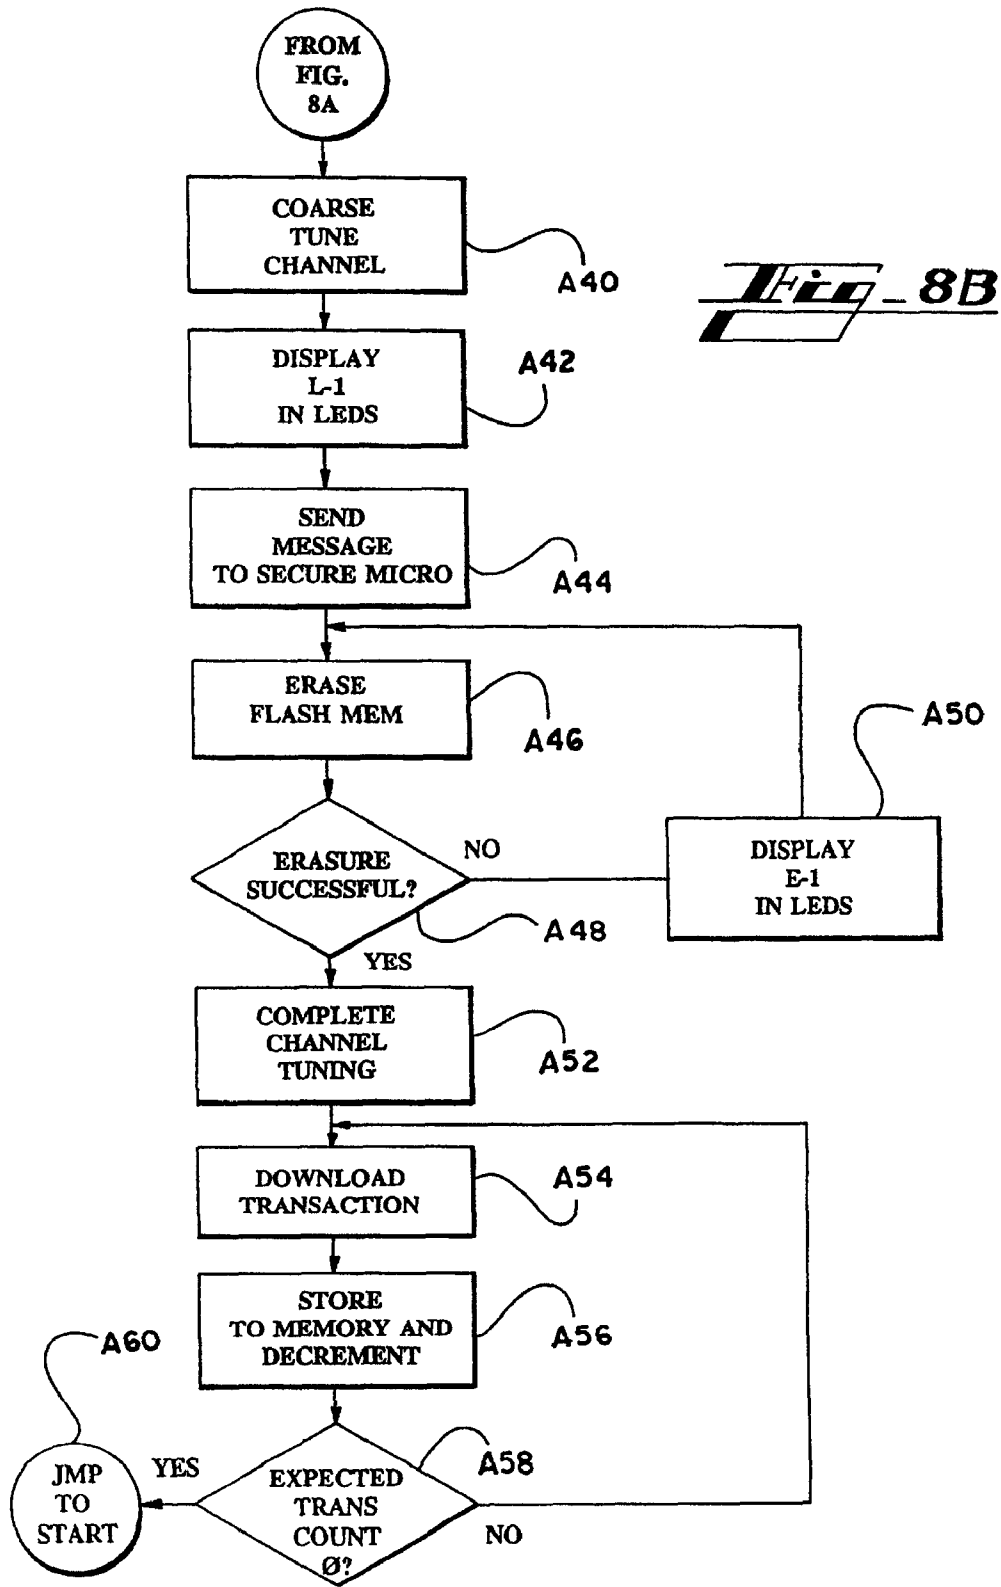 FROM
FIG.
8A
COARSE
TUNE
CHANNEL
A40
Fig_8B
DISPLAY
L-1
IN LEDS
A42
SEND
MESSAGE
TO SECURE MICRO
A44
ERASE
FLASH MEM
A46
A50
ERASURE
SUCCESSFUL?
NO
DISPLAY
E-1
IN LEDS
A48
YES
COMPLETE
CHANNEL
TUNING
A52
DOWNLOAD
TRANSACTION
A54
STORE
TO MEMORY AND
DECREMENT
A56
A60
JMP
TO
START
YES
EXPECTED
TRANS
COUNT
Ø?
A58
NO